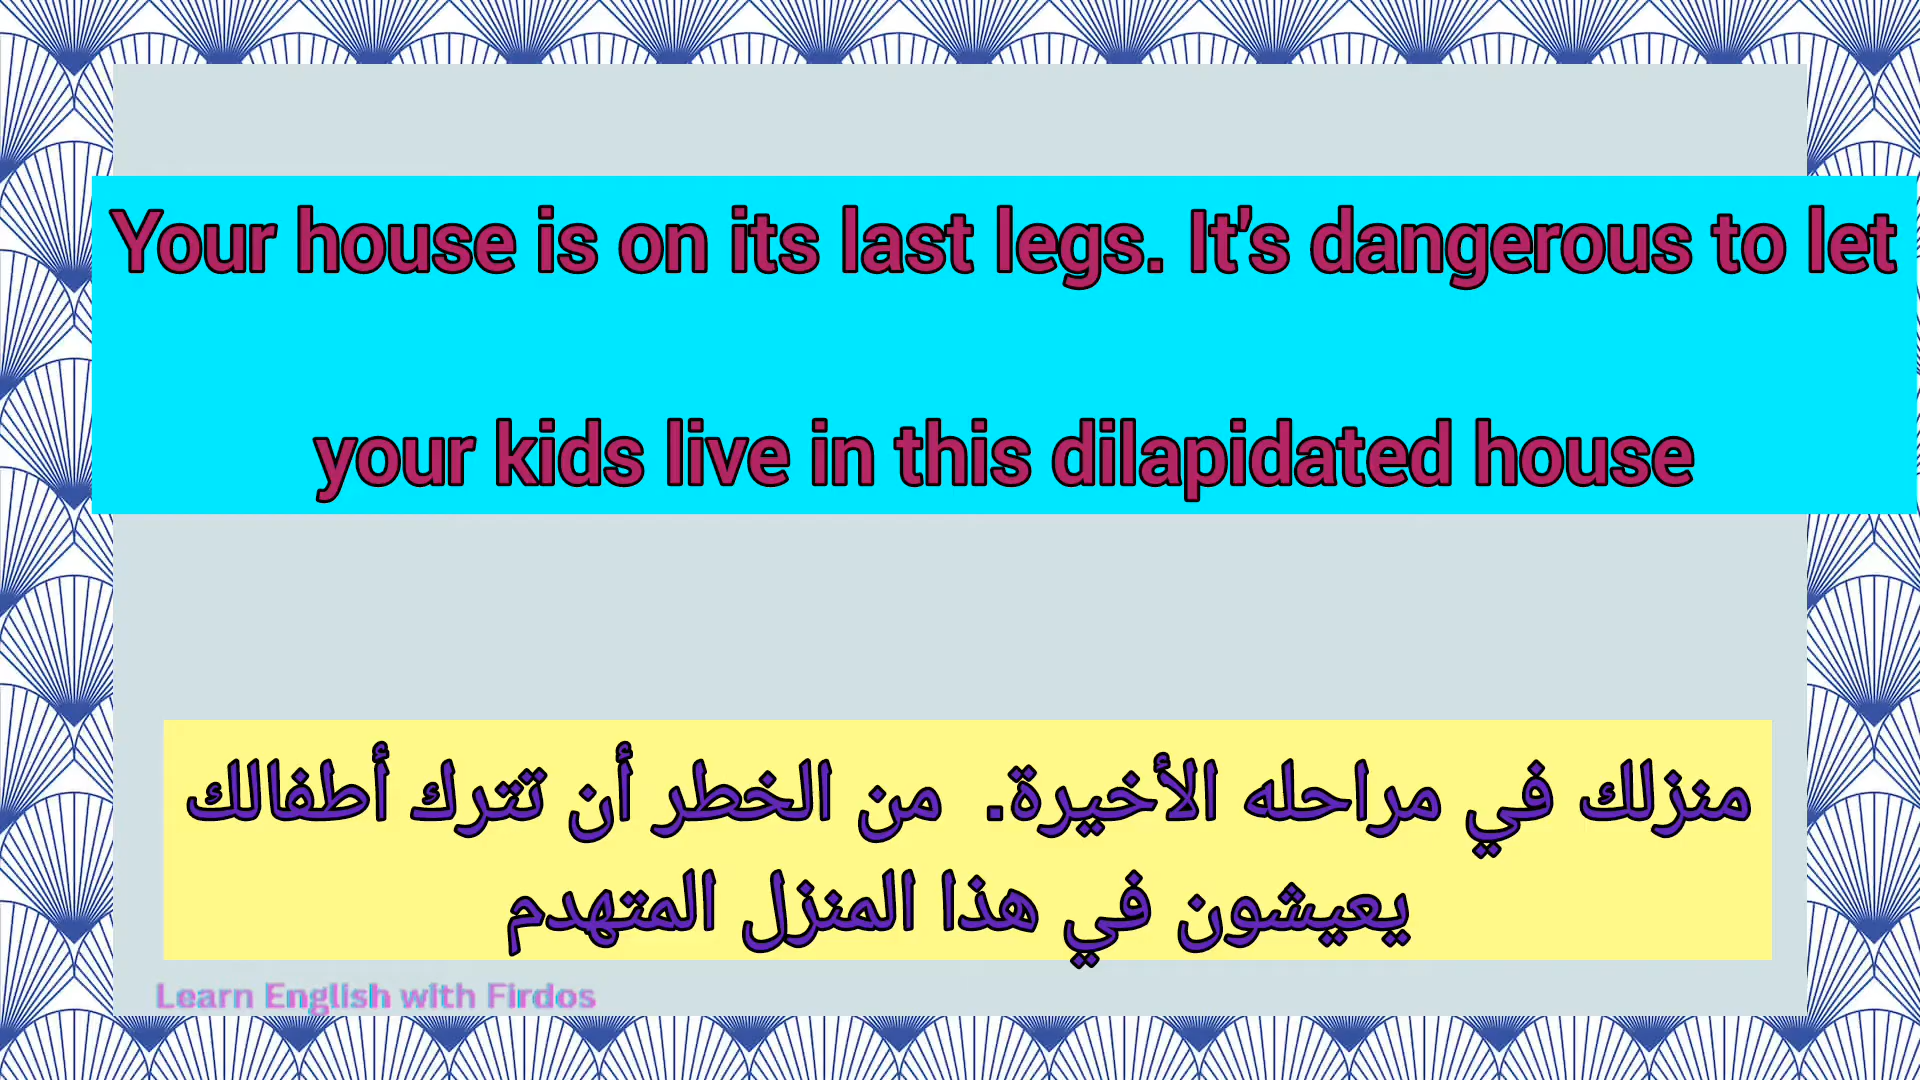 Your house is on its last legs. It's dangerous to let
your kids live in this dilapidated house
منزلك في مراحله الأخيرة. من الخطر أن تترك أطفالك
يعيشون في هذا المنزل المتهدم
Learn English with Firdos